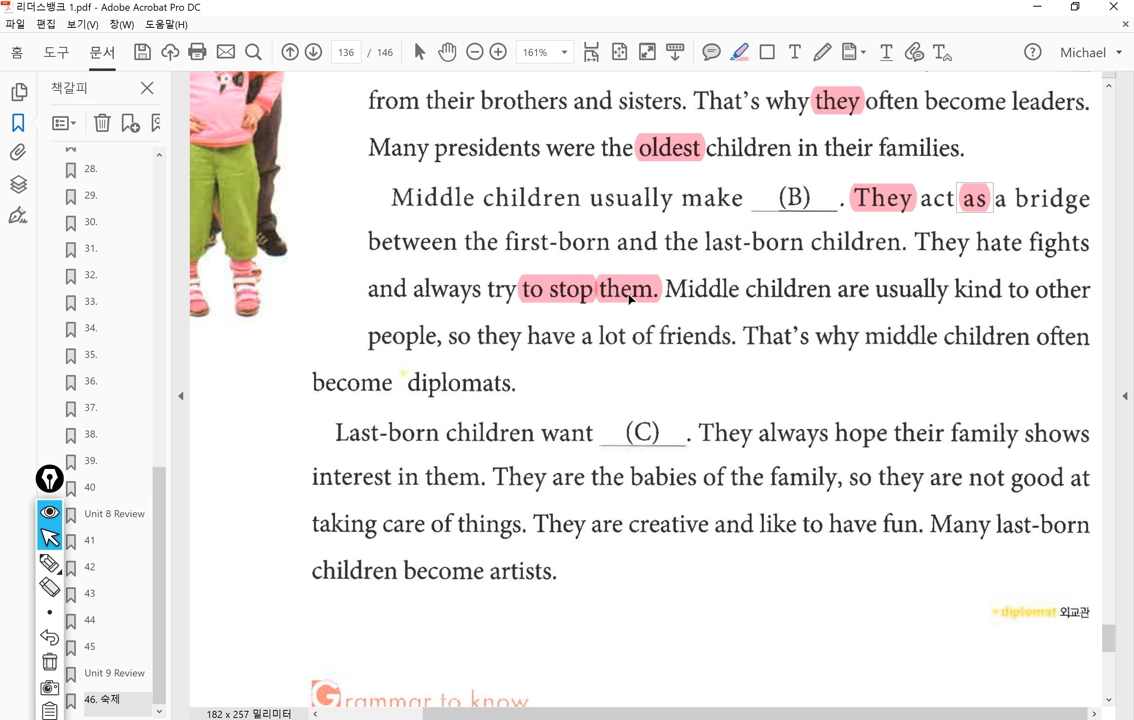 리더스뱅크 1.pdf - Adobe Acrobat Pro DC
파일 편집 보기(V) 창(W) 도움말(H)
홈 도구 문서 136 / 146 161% Michael
책갈피
28.
29.
30.
31.
32.
33.
34.
35.
36.
37.
38.
39.
40
Unit 8 Review
41
42
43
44
45
Unit 9 Review
46. 숙제
from their brothers and sisters. That's why they often become leaders.
Many presidents were the oldest children in their families.
Middle children usually make (B) . They act as a bridge
between the first-born and the last-born children. They hate fights
and always try to stop them. Middle children are usually kind to other
people, so they have a lot of friends. That's why middle children often
become *diplomats.
Last-born children want (C) . They always hope their family shows
interest in them. They are the babies of the family, so they are not good at
taking care of things. They are creative and like to have fun. Many last-born
children become artists.
*diplomat 외교관
Grammar to know
182 x 257 밀리미터